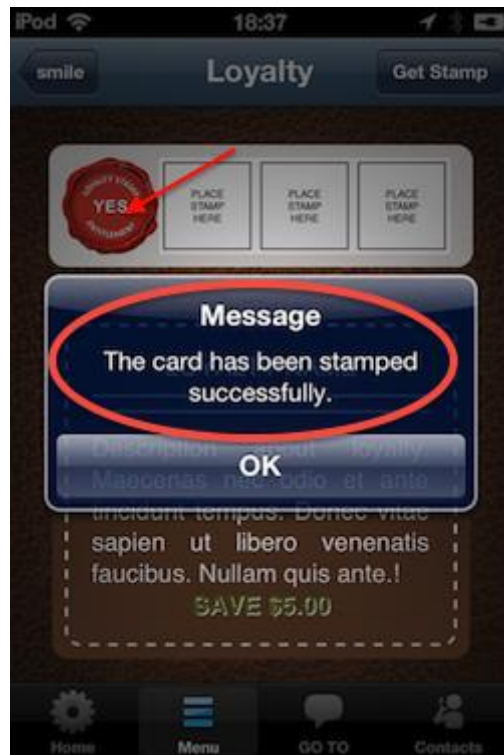 iPod 18:37
smile Loyalty Get Stamp
YES
PLACE STAMP HERE
PLACE STAMP HERE
PLACE STAMP HERE
Message
The card has been stamped
successfully.
OK
Description about loyalty.
Maecenas nec odio et ante
tincidunt tempus. Donec vitae
sapien ut libero venenatis
faucibus. Nullam quis ante.!
SAVE $5.00
Home Menu GO TO Contacts